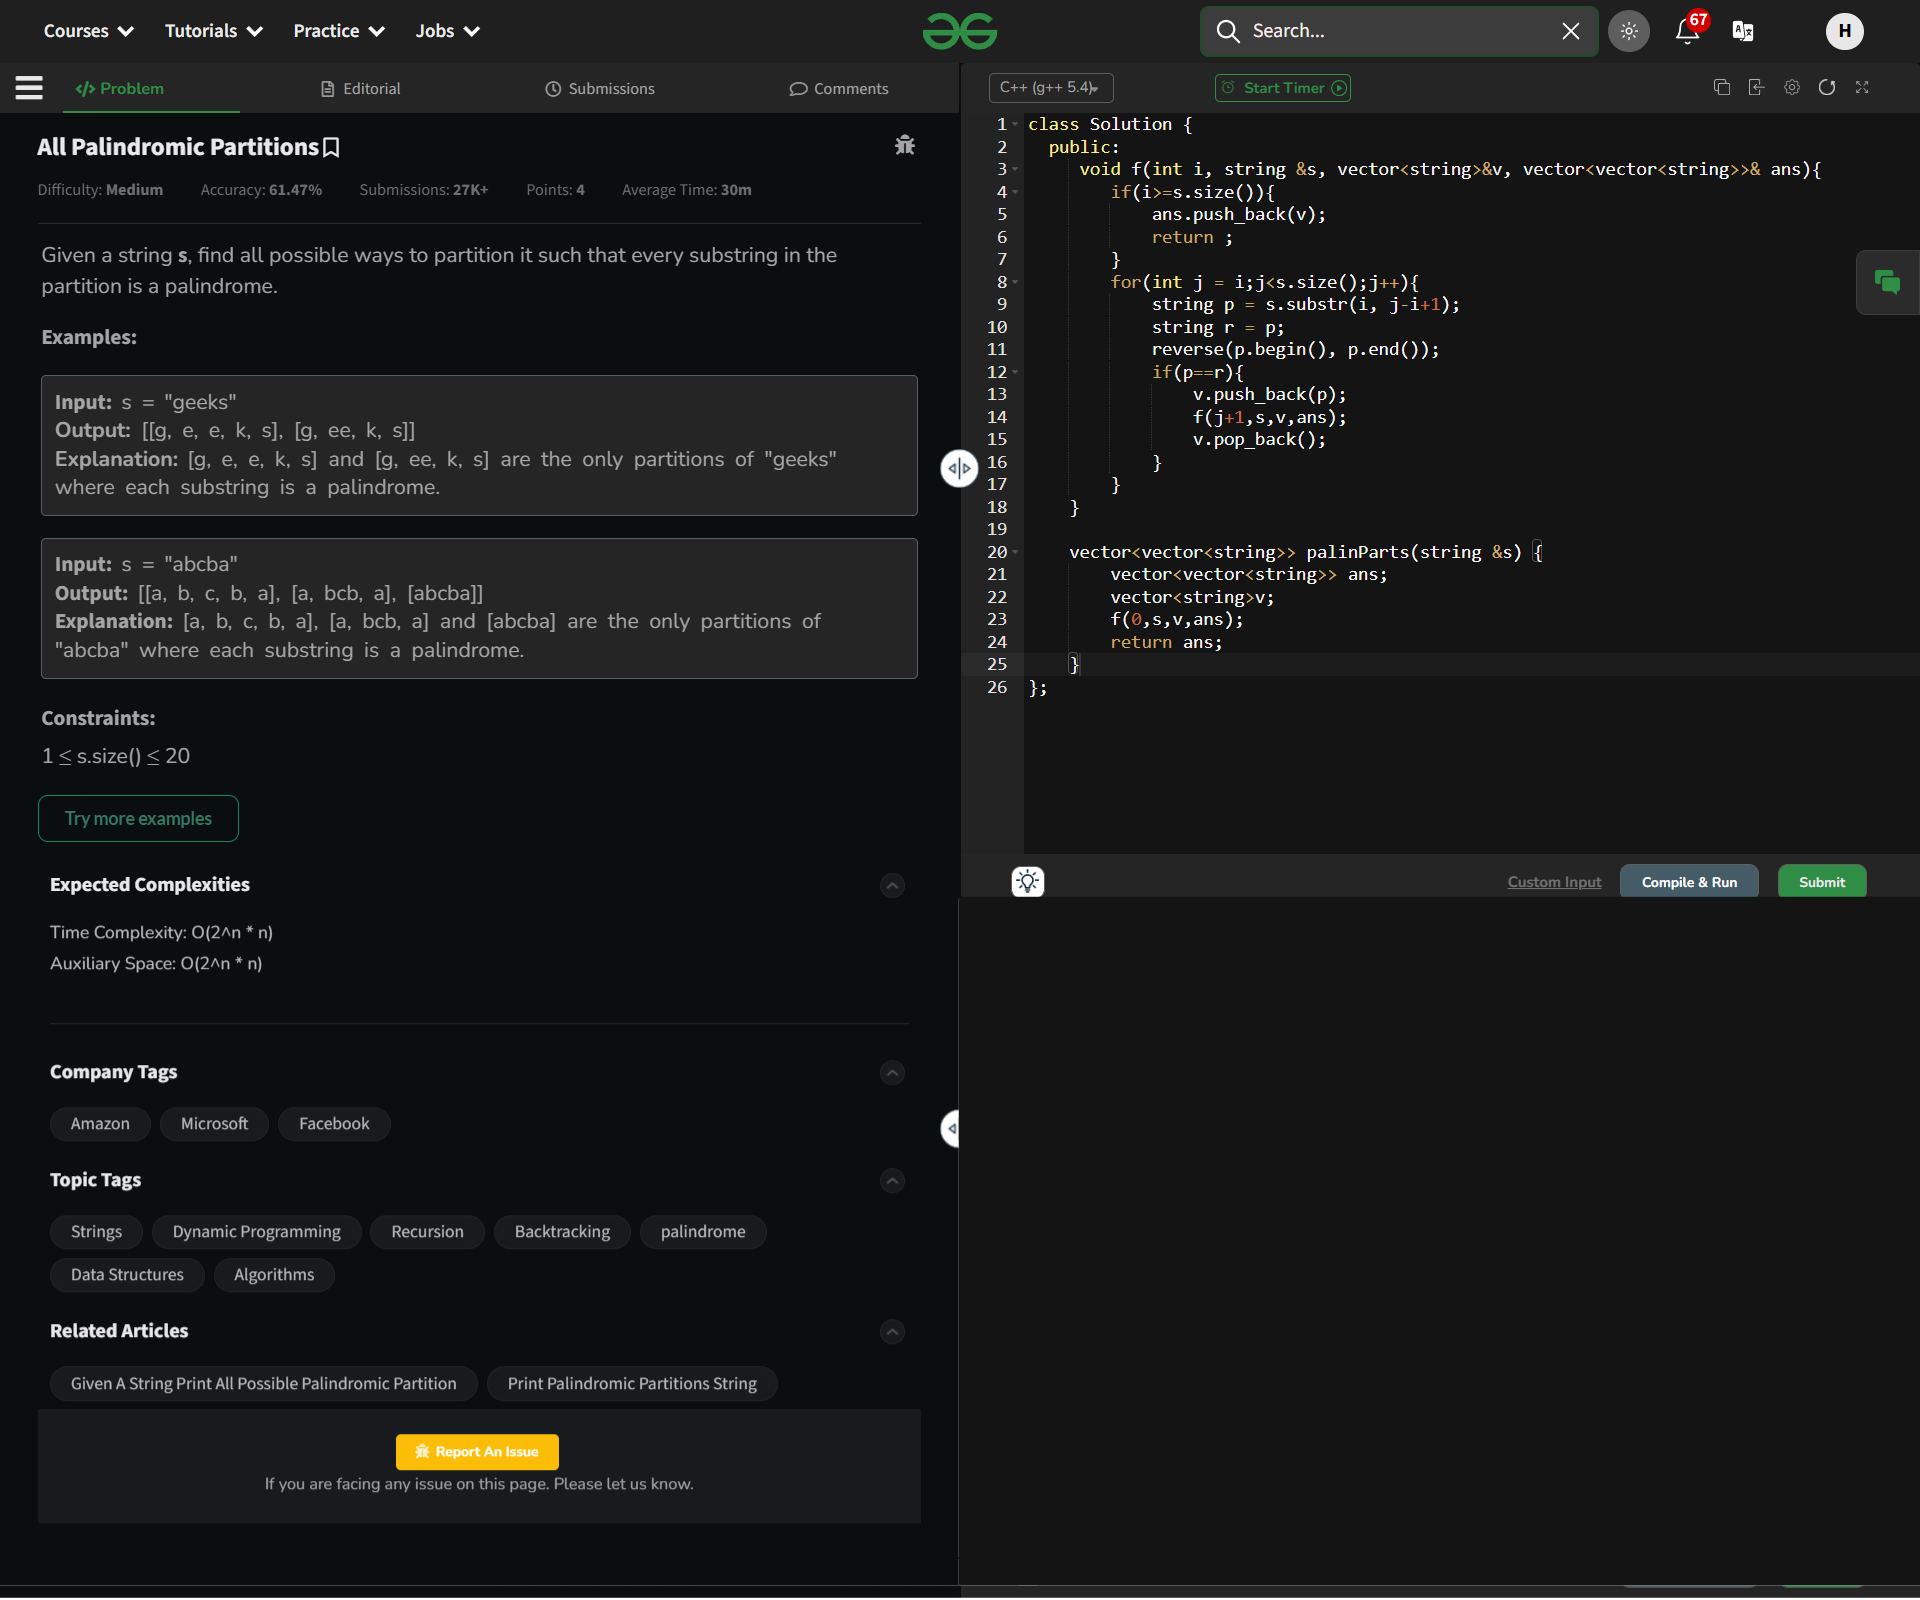 Courses Tutorials Practice Jobs
Search...
67
H
</> Problem Editorial Submissions Comments
All Palindromic Partitions
Difficulty: Medium Accuracy: 61.47% Submissions: 27K+ Points: 4 Average Time: 30m
Given a string s, find all possible ways to partition it such that every substring in the
partition is a palindrome.
Examples:
Input: s = "geeks"
Output: [[g, e, e, k, s], [g, ee, k, s]]
Explanation: [g, e, e, k, s] and [g, ee, k, s] are the only partitions of "geeks"
where each substring is a palindrome.
Input: s = "abcba"
Output: [[a, b, c, b, a], [a, bcb, a], [abcba]]
Explanation: [a, b, c, b, a], [a, bcb, a] and [abcba] are the only partitions of
"abcba" where each substring is a palindrome.
Constraints:
1 ≤ s.size() ≤ 20
Try more examples
Expected Complexities
Time Complexity: O(2^n * n)
Auxiliary Space: O(2^n * n)
Company Tags
Amazon Microsoft Facebook
Topic Tags
Strings Dynamic Programming Recursion Backtracking palindrome
Data Structures Algorithms
Related Articles
Given A String Print All Possible Palindromic Partition Print Palindromic Partitions String
Report An Issue
If you are facing any issue on this page. Please let us know.
C++ (g++ 5.4) Start Timer
1 class Solution {
2 public:
3 void f(int i, string &s, vector<string>&v, vector<vector<string>>& ans){
4 if(i>=s.size()){
5 ans.push_back(v);
6 return ;
7 }
8 for(int j = i;j<s.size();j++){
9 string p = s.substr(i, j-i+1);
10 string r = p;
11 reverse(p.begin(), p.end());
12 if(p==r){
13 v.push_back(p);
14 f(j+1,s,v,ans);
15 v.pop_back();
16 }
17 }
18 }
19
20 vector<vector<string>> palinParts(string &s) {
21 vector<vector<string>> ans;
22 vector<string>v;
23 f(0,s,v,ans);
24 return ans;
25 }
26 };
Custom Input Compile & Run Submit